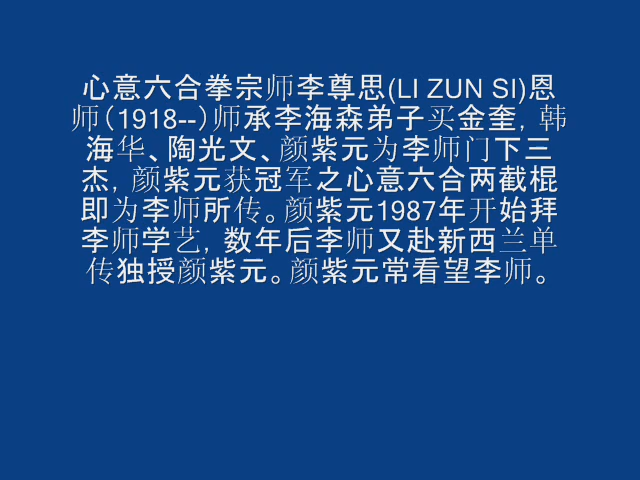 心意六合拳宗师李尊思(LI ZUN SI)恩
师(1918--)师承李海森弟子买金奎, 韩
海华、陶光文、颜紫元为李师门下三
杰, 颜紫元获冠军之心意六合两截棍
即为李师所传。颜紫元1987年开始拜
李师学艺, 数年后李师又赴新西兰单
传独授颜紫元。颜紫元常看望李师。